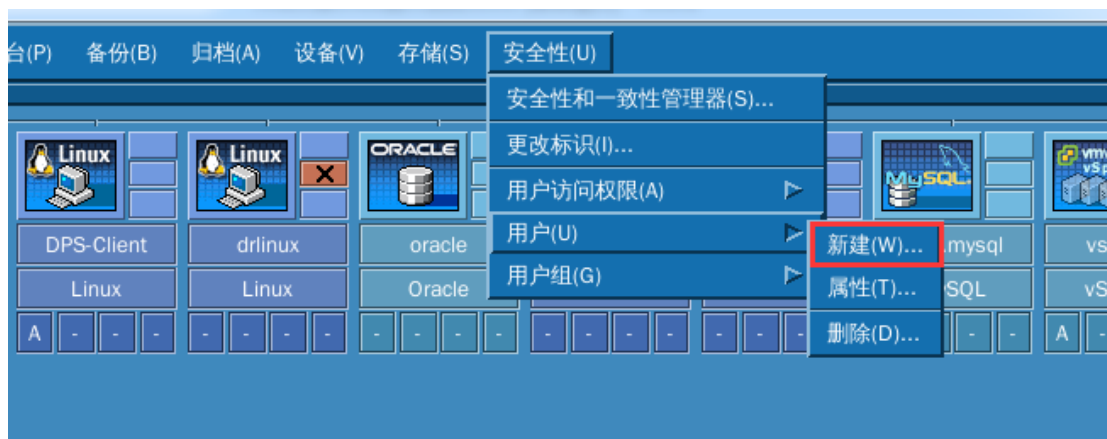 台(P) 备份(B) 归档(A) 设备(V) 存储(S) 安全性(U)
安全性和一致性管理器(S)...
更改标识(I)...
用户访问权限(A)
用户(U)
用户组(G)
新建(W)...
属性(T)...
删除(D)...
Linux Linux ORACLE MySQL
DPS-Client drlinux oracle .mysql vs
Linux Linux Oracle SQL vS
A - - - - - - - - - - - - - - - - - - - A -